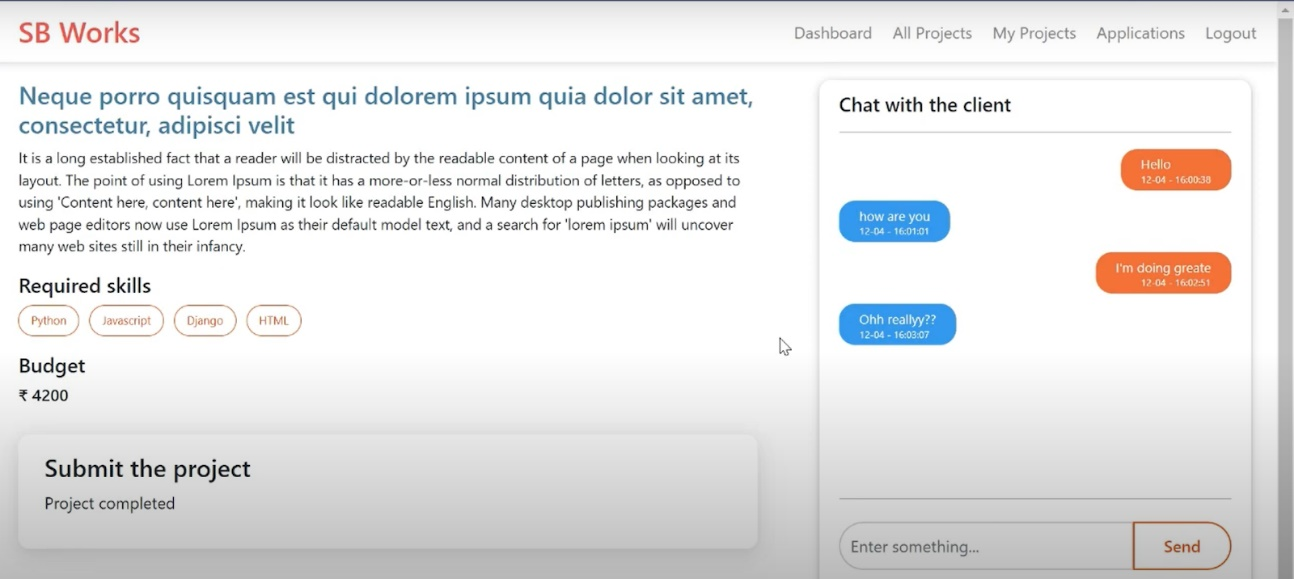 SB Works
Dashboard All Projects My Projects Applications Logout
Neque porro quisquam est qui dolorem ipsum quia dolor sit amet,
consectetur, adipisci velit
It is a long established fact that a reader will be distracted by the readable content of a page when looking at its
layout. The point of using Lorem Ipsum is that it has a more-or-less normal distribution of letters, as opposed to
using 'Content here, content here', making it look like readable English. Many desktop publishing packages and
web page editors now use Lorem Ipsum as their default model text, and a search for 'lorem ipsum' will uncover
many web sites still in their infancy.
Required skills
Python Javascript Django HTML
Budget
₹ 4200
Submit the project
Project completed
Chat with the client
Hello
12-04 - 16:00:38
how are you
12-04 - 16:01:01
I'm doing greate
12-04 - 16:02:51
Ohh reallyy??
12-04 - 16:03:07
Enter something...
Send